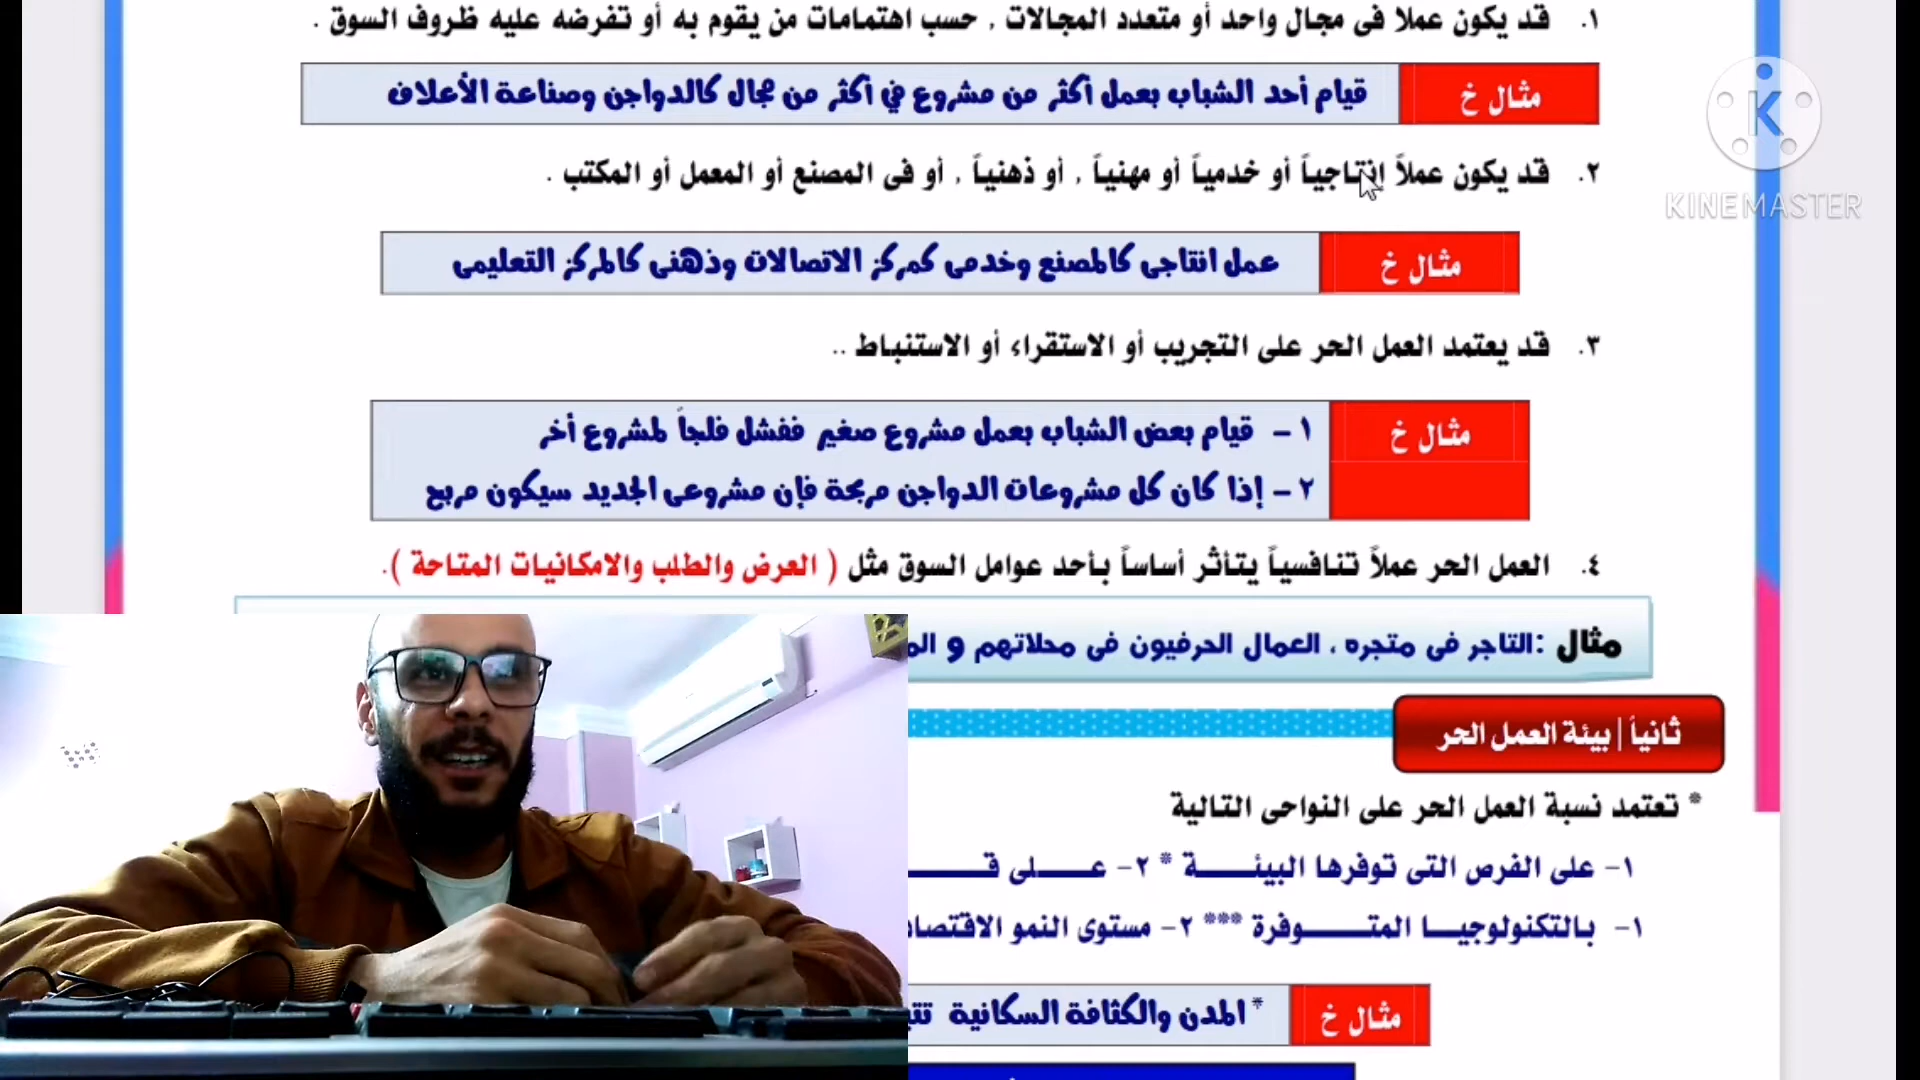 ١. قد يكون عملا فى مجال واحد أو متعدد المجالات , حسب اهتمامات من يقوم به أو تفرضه عليه ظروف السوق .
مثال خ
قيام أحد الشباب بعمل أكثر من مشروع في أكثر من مجال كالدواجن وصناعة الأعلاف
K
KINEMASTER
٢. قد يكون عملاً انتاجياً أو خدمياً أو مهنياً , أو ذهنياً , أو فى المصنع أو المعمل أو المكتب .
مثال خ
عمل انتاجى كالمصنع وخدمى كمركز الاتصالات وذهنى كالمركز التعليمى
٣. قد يعتمد العمل الحر على التجريب أو الاستقراء أو الاستنباط ..
مثال خ
١ – قيام بعض الشباب بعمل مشروع صغير ففشل فلجأ لمشروع أخر
٢ – إذا كان كل مشروعات الدواجن مربحة فإن مشروعى الجديد سيكون مربح
٤. العمل الحر عملاً تنافسياً يتأثر أساساً بأحد عوامل السوق مثل ( العرض والطلب والامكانيات المتاحة ).
مثال :التاجر فى متجره ، العمال الحرفيون فى محلاتهم و
ثانياً | بيئة العمل الحر
* تعتمد نسبة العمل الحر على النواحى التالية
١– على الفرص التى توفرها البيئـــــة * ٢– عـــــلى
١– بالتكنولوجيـــا المتـــــوفرة *** ٢– مستوى النمو
مثال خ
* المدن والكثافة السكانية